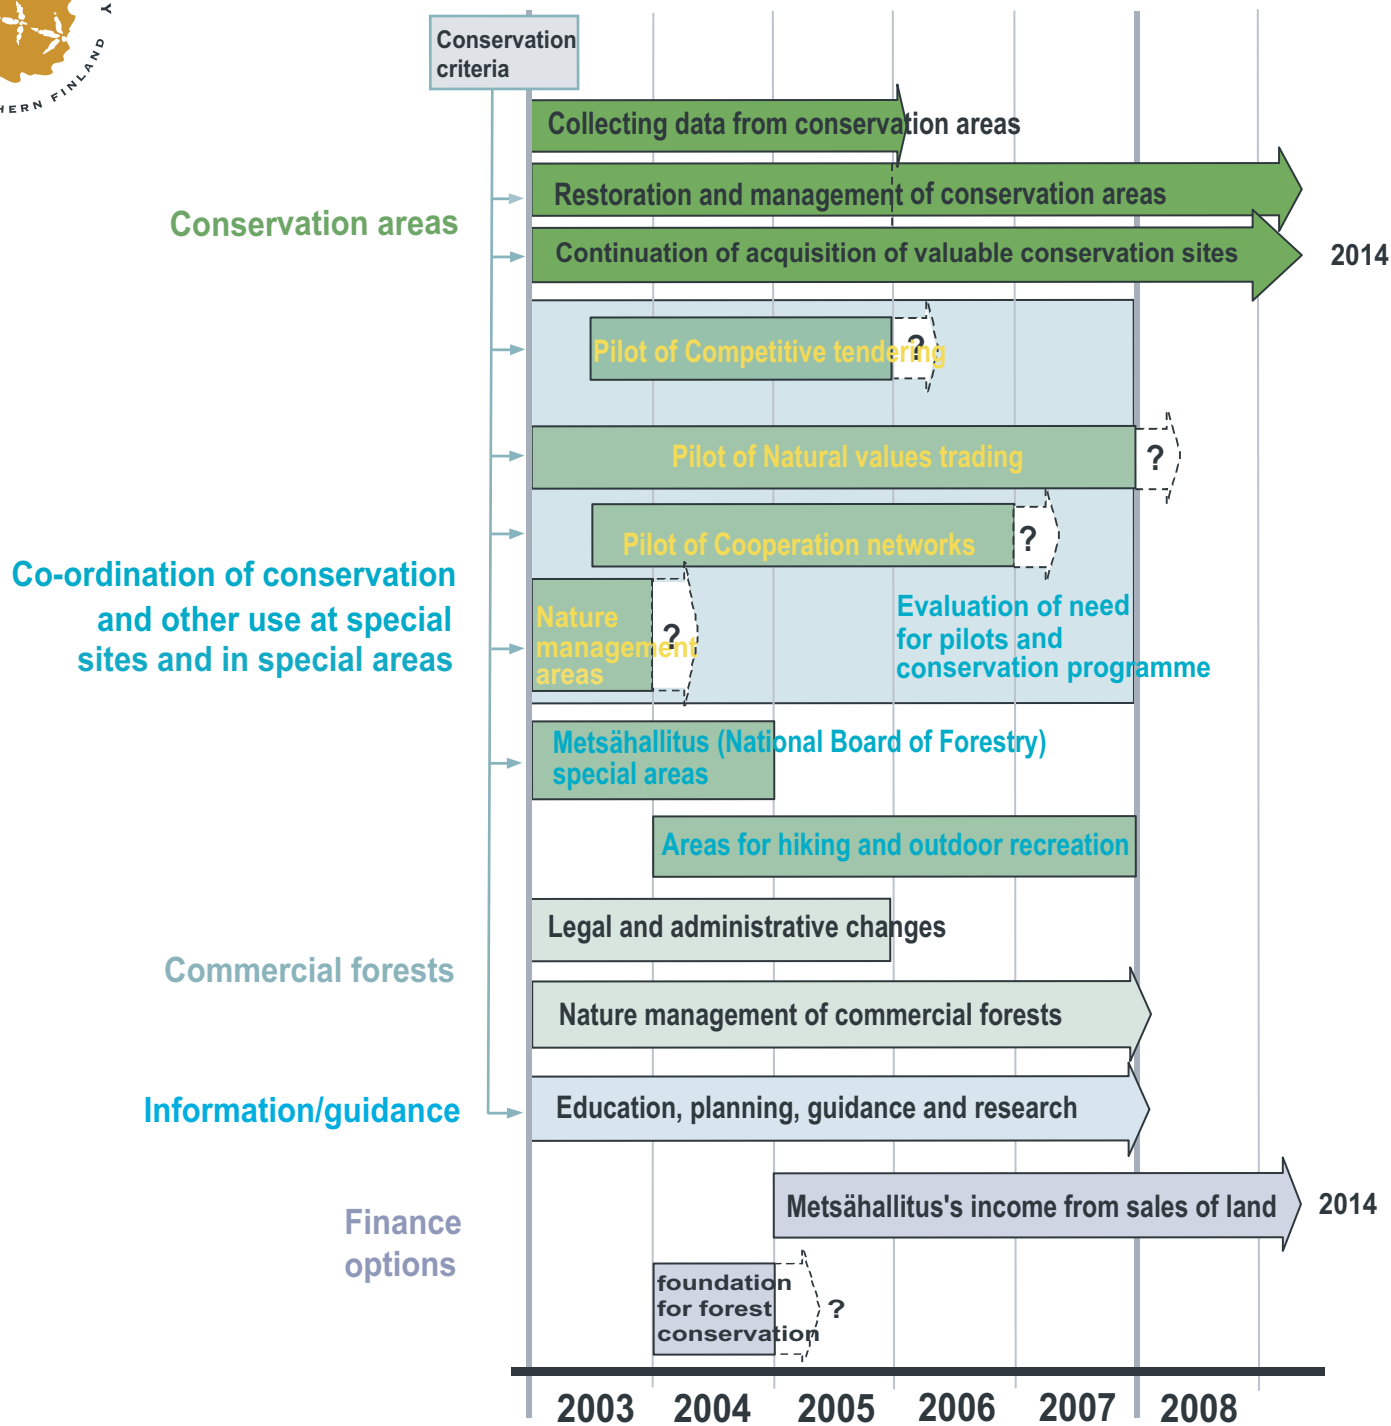 HERN FINLAND
Conservation
criteria
Collecting data from conservation areas
Restoration and management of conservation areas
Conservation areas
Continuation of acquisition of valuable conservation sites
2014
Pilot of Competitive tendering
?
Pilot of Natural values trading
?
Pilot of Cooperation networks
?
Co-ordination of conservation
and other use at special
sites and in special areas
Nature
management
areas
?
Evaluation of need
for pilots and
conservation programme
Metsähallitus (National Board of Forestry)
special areas
Areas for hiking and outdoor recreation
Legal and administrative changes
Commercial forests
Nature management of commercial forests
Information/guidance
Education, planning, guidance and research
Metsähallitus's income from sales of land
2014
Finance
options
foundation
for forest
conservation
?
2003 2004 2005 2006 2007 2008